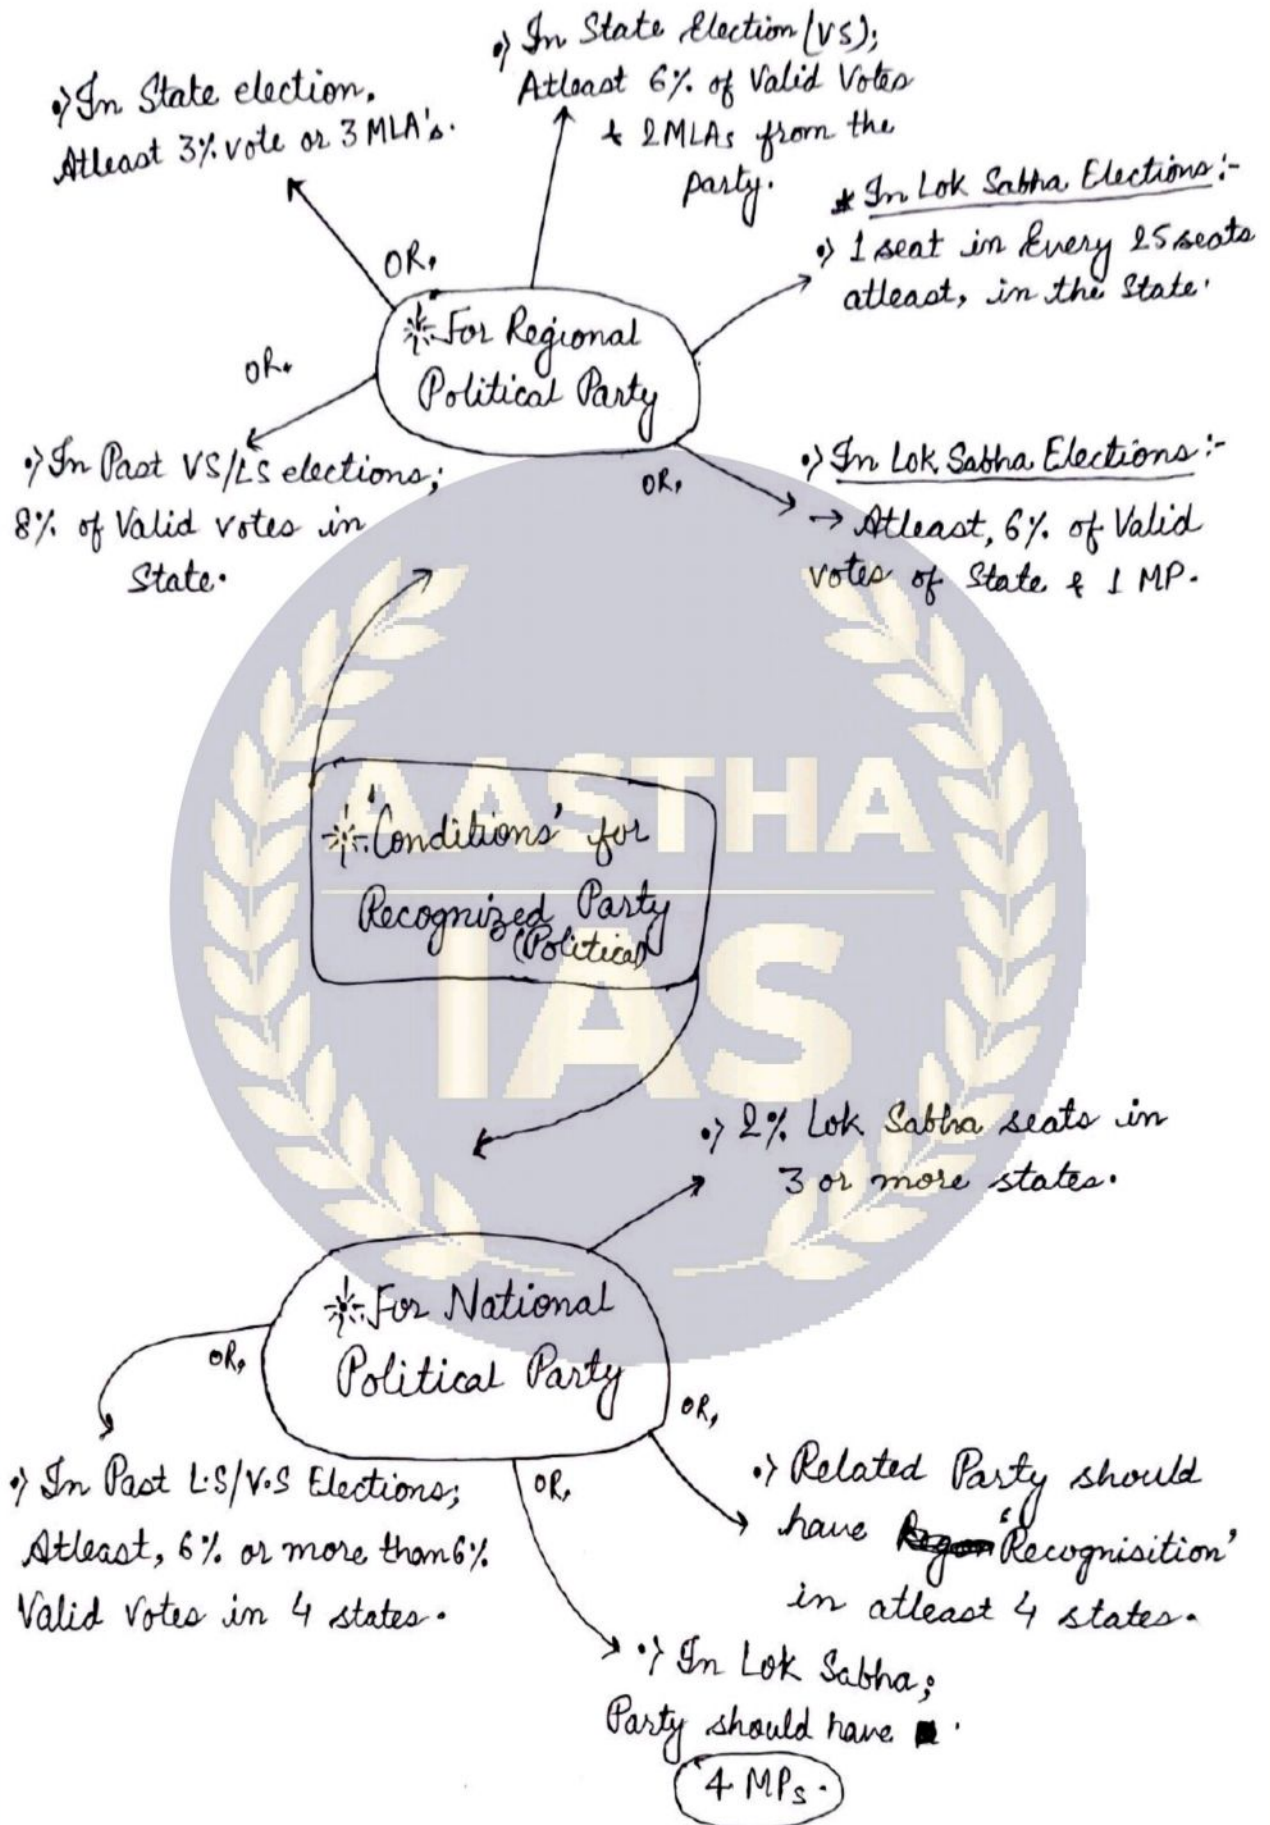 •} In State election,
Atleast 3% vote or 3 MLA's.
•} In State Election (VS);
Atleast 6% of Valid Votes
& 2 MLAs from the
party.
* In Lok Sabha Elections:-
•} 1 seat in Every 25 seats
atleast, in the State.
OR,
* For Regional
Political Party
OR.
•} In Past VS/LS elections;
8% of Valid votes in
State.
OR,
•} In Lok Sabha Elections:-
→ Atleast, 6% of Valid
votes of State & 1 MP.
AASTHA
IAS
* 'Conditions' for
Recognized Party
(Political)
•} 2% Lok Sabha seats in
3 or more states.
* For National
Political Party
OR,
•} In Past L.S/V.S Elections;
Atleast, 6% or more than 6%
Valid Votes in 4 states.
OR,
•} Related Party should
have 'Recognisition'
in atleast 4 states.
OR,
•} In Lok Sabha;
Party should have .
4 MPs.